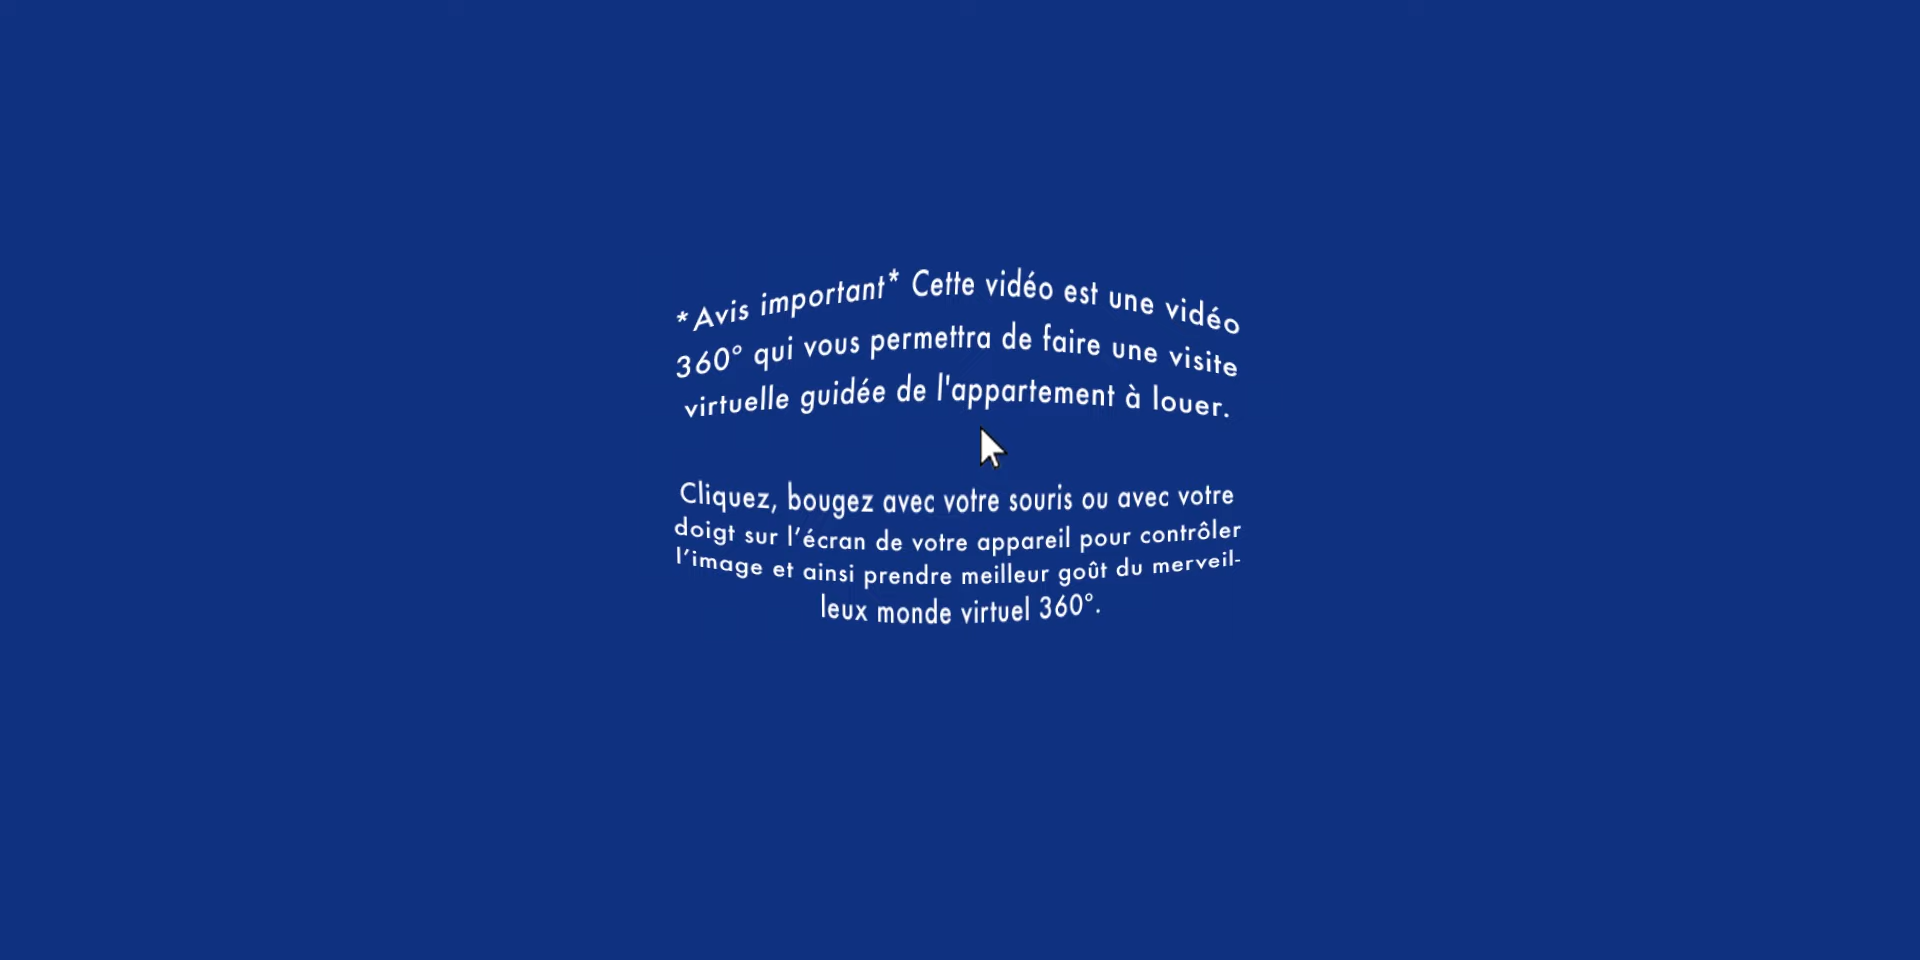 *Avis important* Cette vidéo est une vidéo
360° qui vous permettra de faire une visite
virtuelle guidée de l'appartement à louer.
Cliquez, bougez avec votre souris ou avec votre
doigt sur l’écran de votre appareil pour contrôler
l’image et ainsi prendre meilleur goût du merveil-
leux monde virtuel 360°.